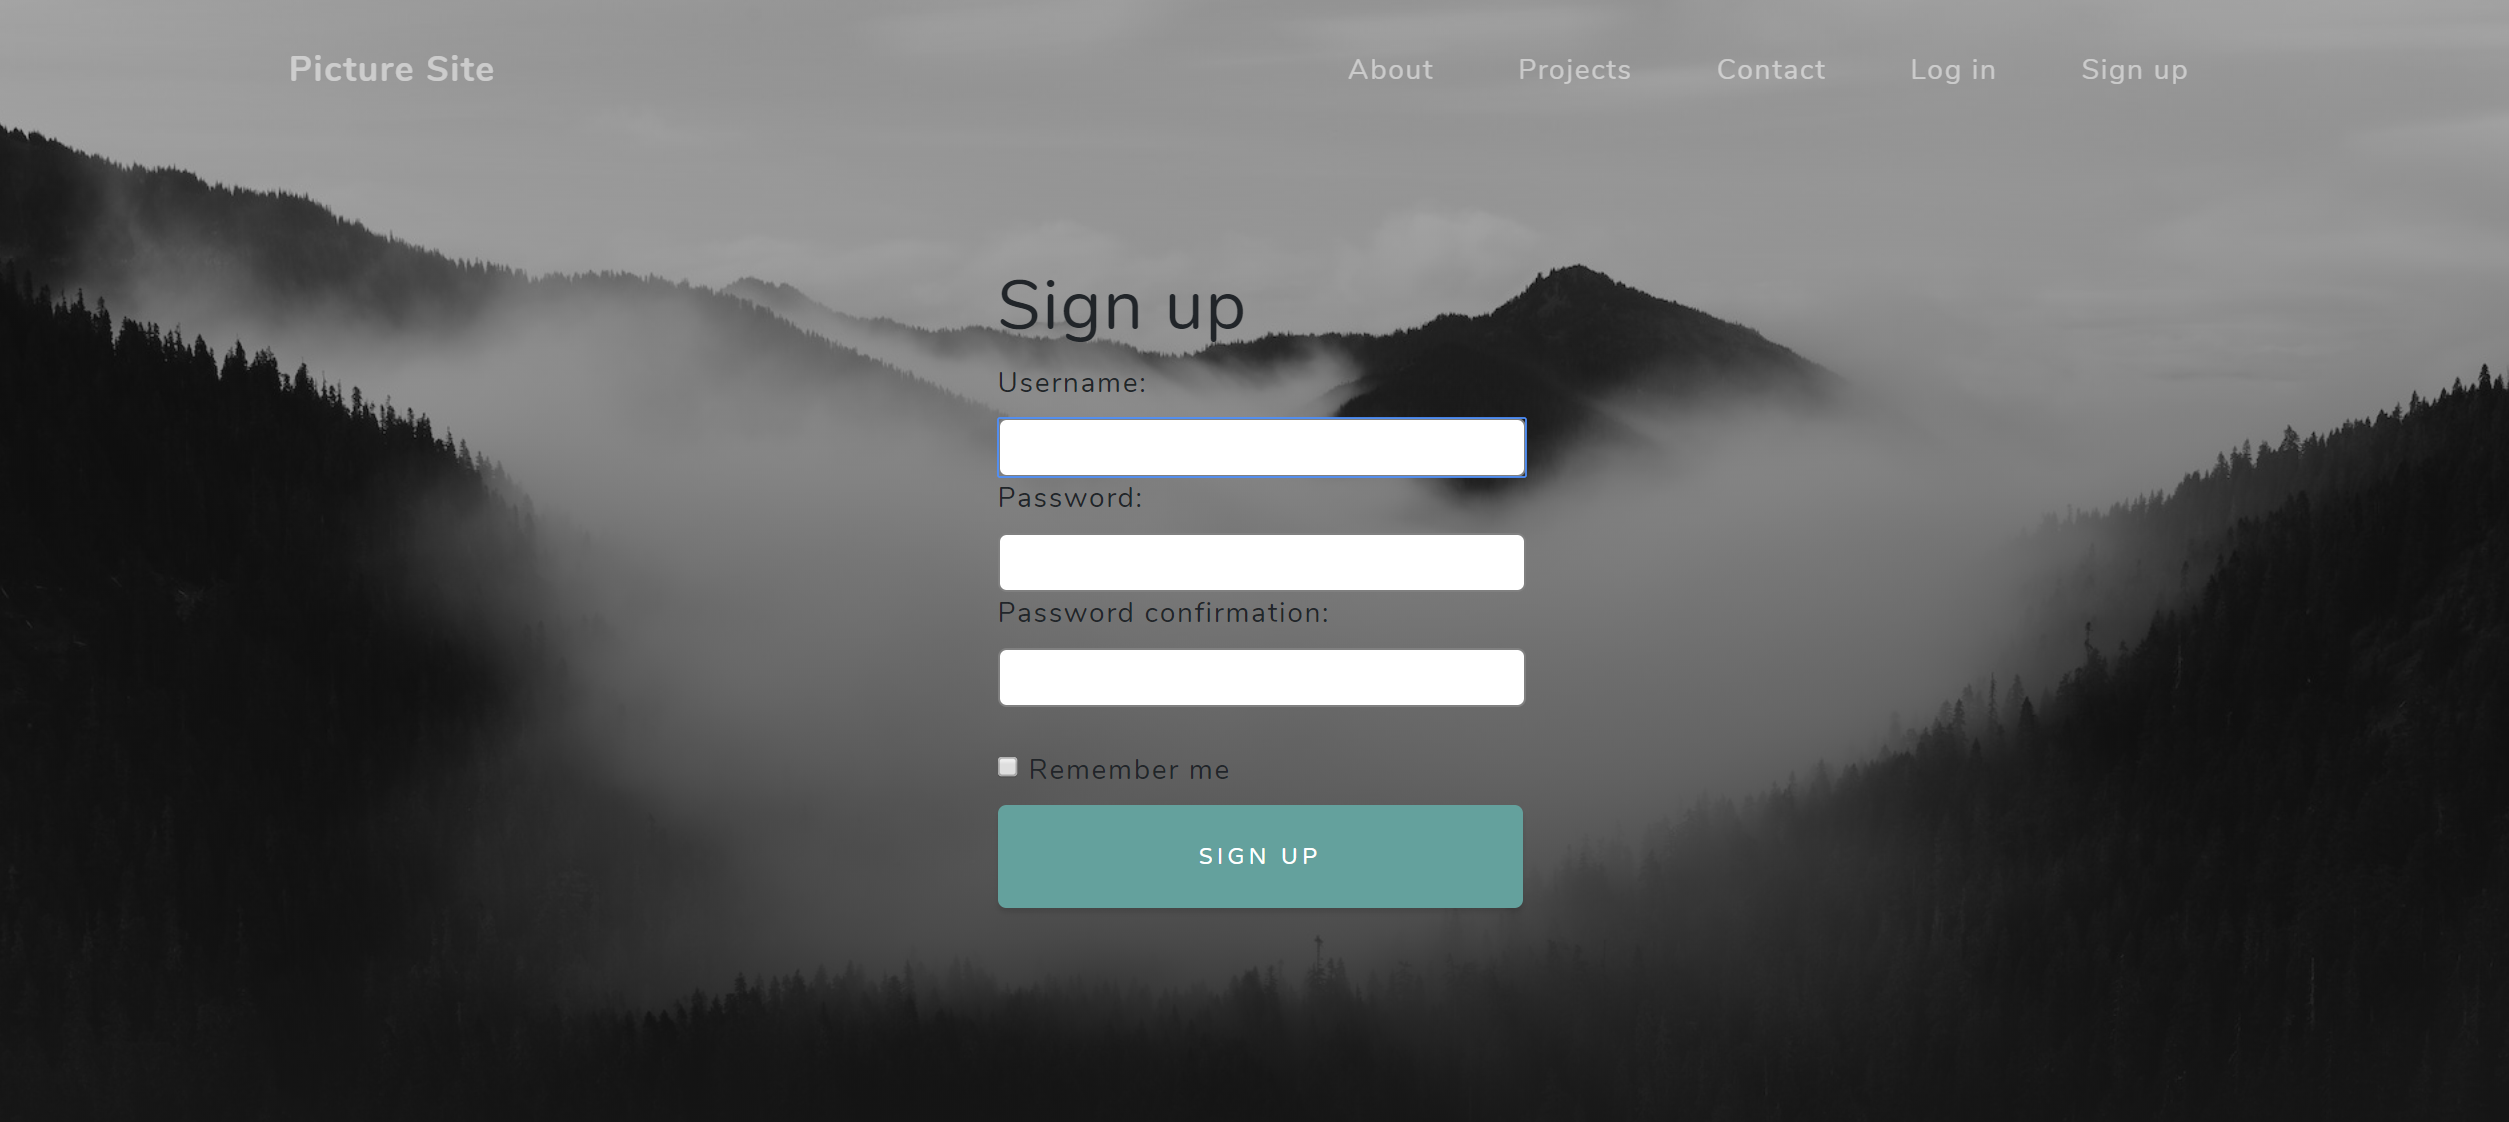 Picture Site About Projects Contact Log in Sign up
Sign up
Username:
Password:
Password confirmation:
Remember me
SIGN UP